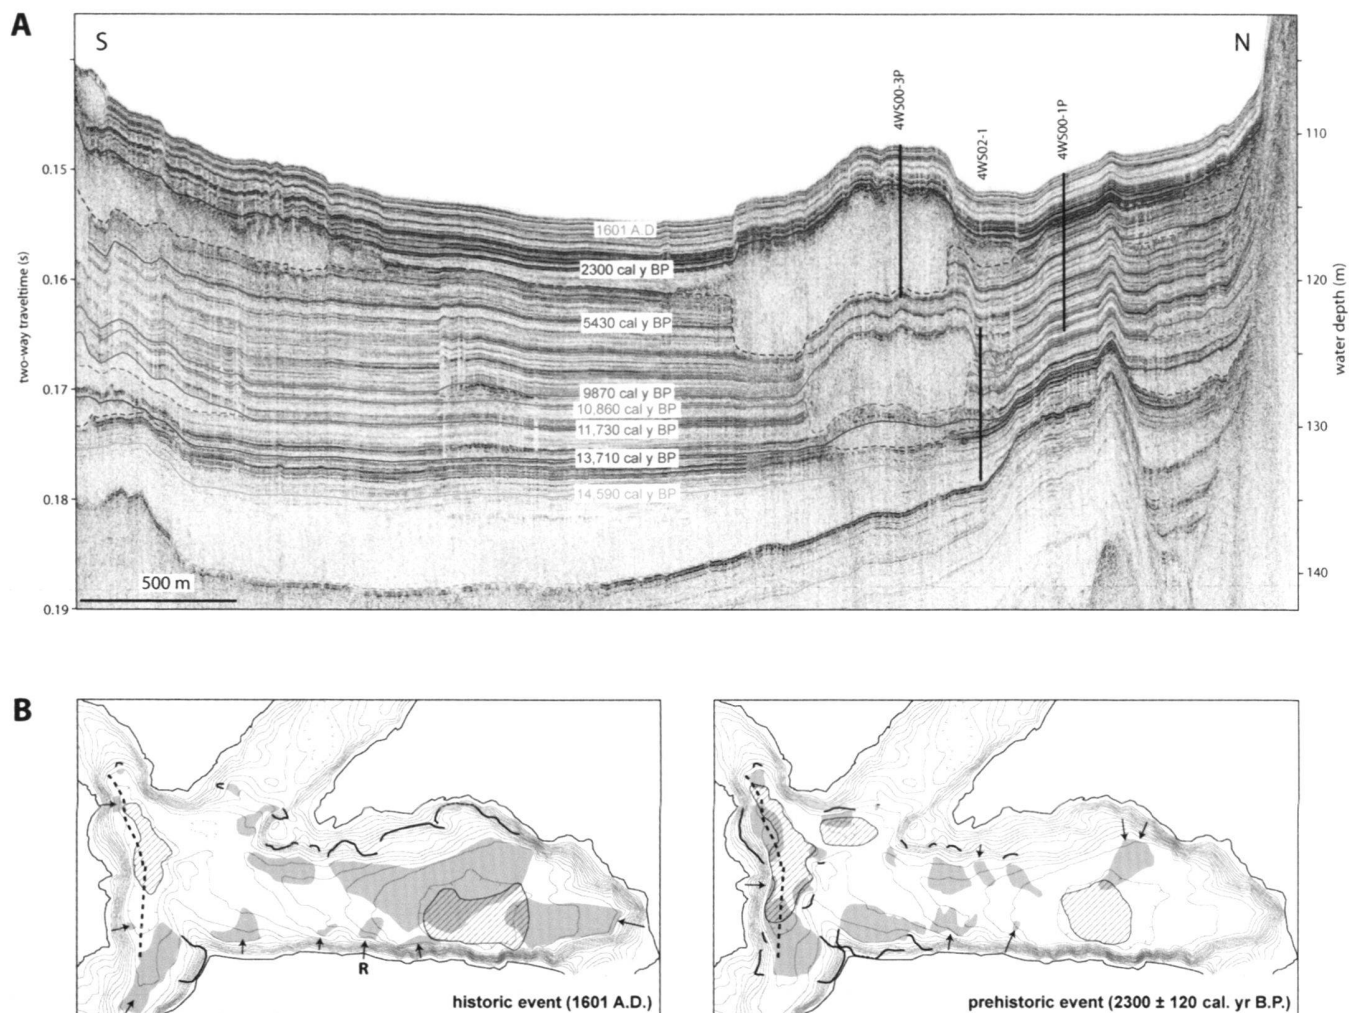 A
S
N
4WS00-3P
4WS02-1
4WS00-1P
two-way traveltime (s)
0.15
0.16
0.17
0.18
0.19
110
120
130
140
water depth (m)
1601 A.D.
2300 cal y BP
5430 cal y BP
9870 cal y BP
10,860 cal y BP
11,730 cal y BP
13,710 cal y BP
14,590 cal y BP
500 m
B
R
historic event (1601 A.D.)
prehistoric event (2300 ± 120 cal. yr B.P.)